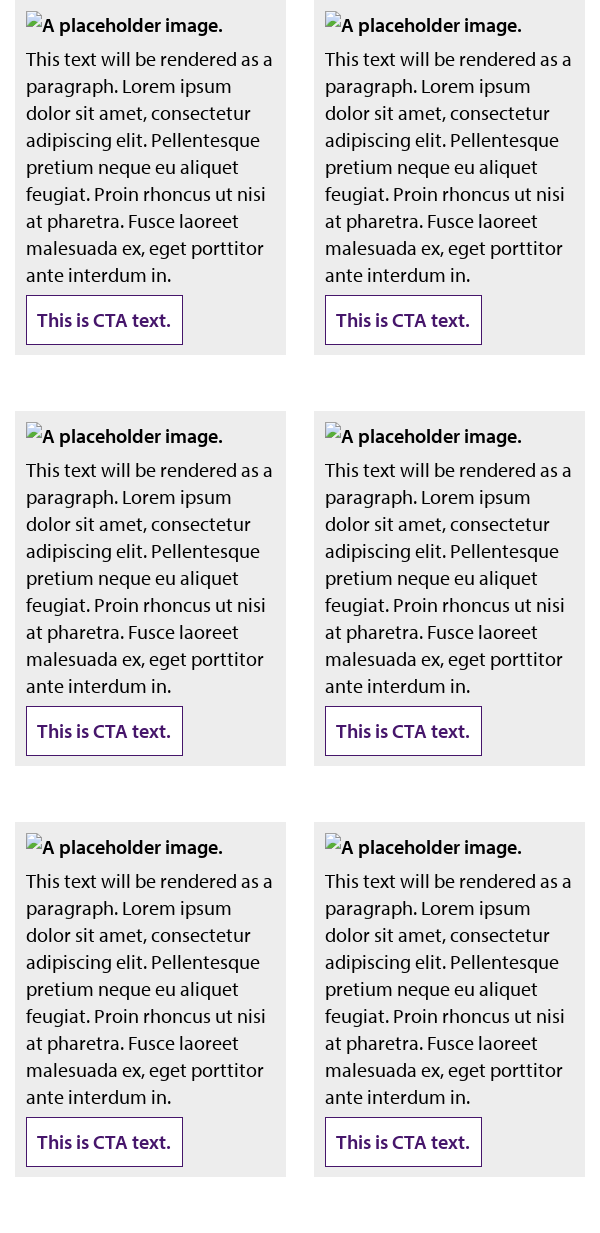 A placeholder image.
This text will be rendered as a
paragraph. Lorem ipsum
dolor sit amet, consectetur
adipiscing elit. Pellentesque
pretium neque eu aliquet
feugiat. Proin rhoncus ut nisi
at pharetra. Fusce laoreet
malesuada ex, eget porttitor
ante interdum in.
This is CTA text.
A placeholder image.
This text will be rendered as a
paragraph. Lorem ipsum
dolor sit amet, consectetur
adipiscing elit. Pellentesque
pretium neque eu aliquet
feugiat. Proin rhoncus ut nisi
at pharetra. Fusce laoreet
malesuada ex, eget porttitor
ante interdum in.
This is CTA text.
A placeholder image.
This text will be rendered as a
paragraph. Lorem ipsum
dolor sit amet, consectetur
adipiscing elit. Pellentesque
pretium neque eu aliquet
feugiat. Proin rhoncus ut nisi
at pharetra. Fusce laoreet
malesuada ex, eget porttitor
ante interdum in.
This is CTA text.
A placeholder image.
This text will be rendered as a
paragraph. Lorem ipsum
dolor sit amet, consectetur
adipiscing elit. Pellentesque
pretium neque eu aliquet
feugiat. Proin rhoncus ut nisi
at pharetra. Fusce laoreet
malesuada ex, eget porttitor
ante interdum in.
This is CTA text.
A placeholder image.
This text will be rendered as a
paragraph. Lorem ipsum
dolor sit amet, consectetur
adipiscing elit. Pellentesque
pretium neque eu aliquet
feugiat. Proin rhoncus ut nisi
at pharetra. Fusce laoreet
malesuada ex, eget porttitor
ante interdum in.
This is CTA text.
A placeholder image.
This text will be rendered as a
paragraph. Lorem ipsum
dolor sit amet, consectetur
adipiscing elit. Pellentesque
pretium neque eu aliquet
feugiat. Proin rhoncus ut nisi
at pharetra. Fusce laoreet
malesuada ex, eget porttitor
ante interdum in.
This is CTA text.